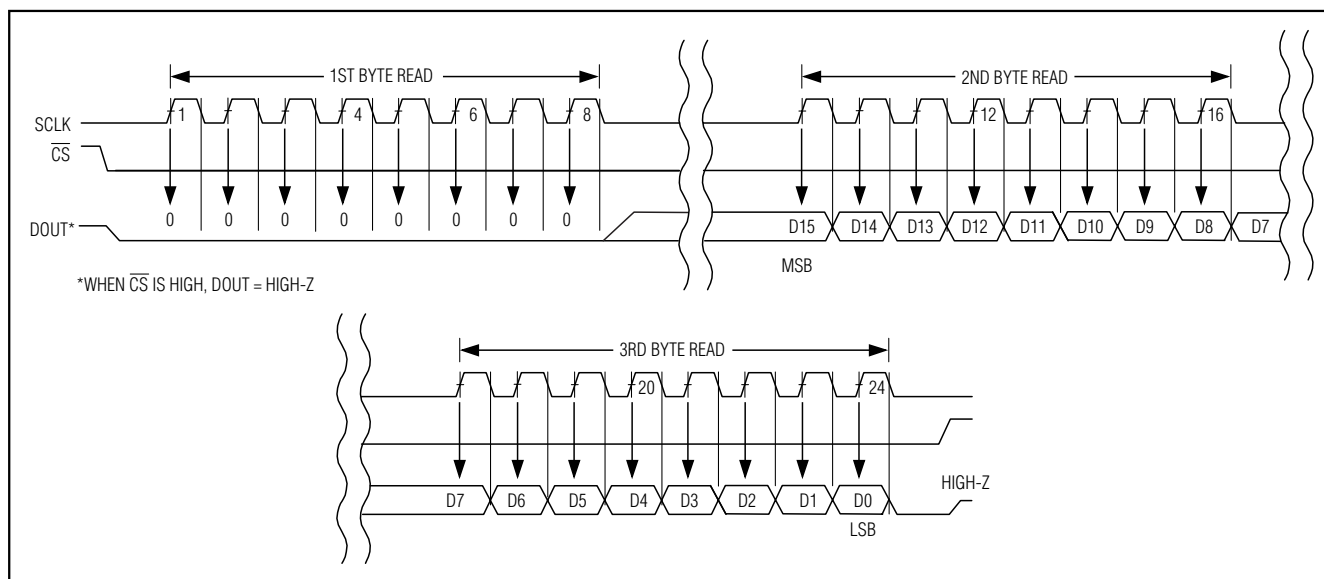 1ST BYTE READ
2ND BYTE READ
SCLK 1 4 6 8 12 16
C̅S̅
0 0 0 0 0 0 0 0
DOUT* D15 D14 D13 D12 D11 D10 D9 D8 D7
MSB
*WHEN C̅S̅ IS HIGH, DOUT = HIGH-Z
3RD BYTE READ
20 24
HIGH-Z
D7 D6 D5 D4 D3 D2 D1 D0
LSB